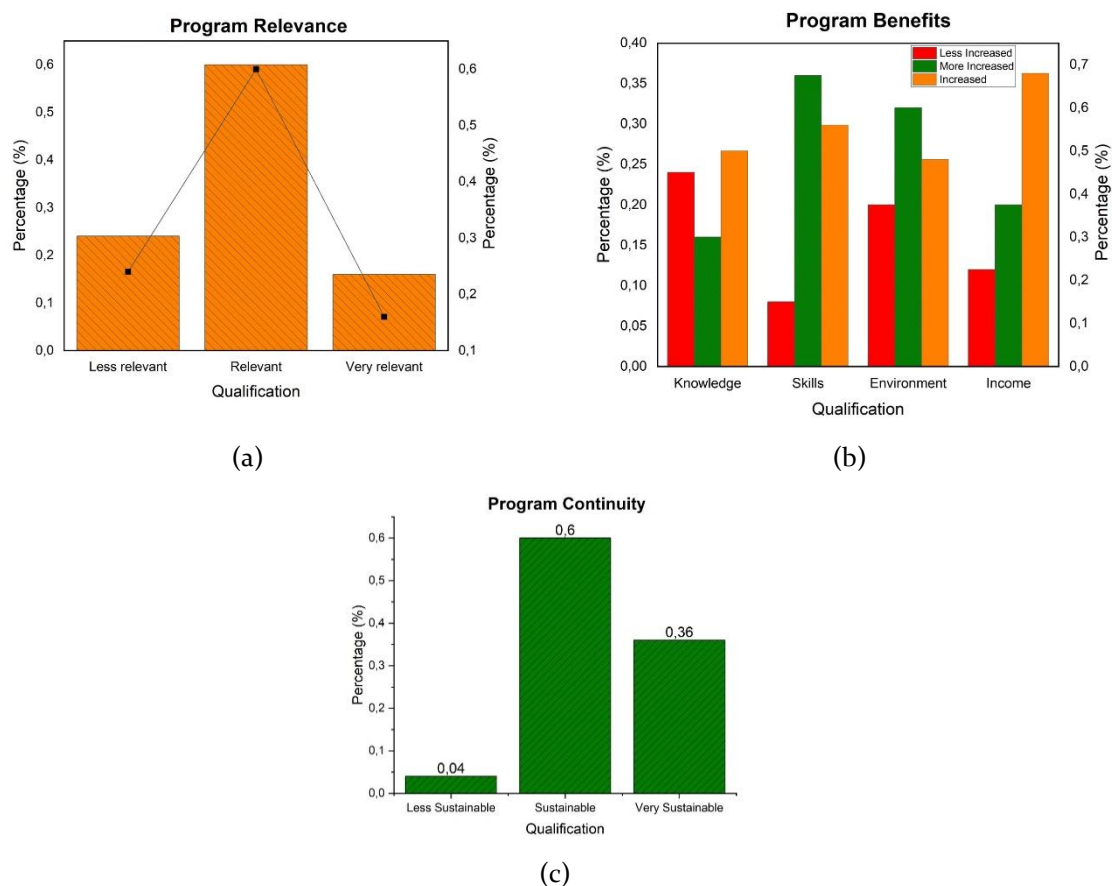 Program Relevance
Percentage (%)
0,6
0,5
0,4
0,3
0,2
0,1
0,0
0,6
0,5
0,4
0,3
0,2
0,1
Percentage (%)
Less relevant
Relevant
Very relevant
Qualification
(a)
Program Benefits
Less Increased
More Increased
Increased
Percentage (%)
0,40
0,35
0,30
0,25
0,20
0,15
0,10
0,05
0,00
0,7
0,6
0,5
0,4
0,3
0,2
0,1
0,0
Percentage (%)
Knowledge
Skills
Environment
Income
Qualification
(b)
Program Continuity
Percentage (%)
0,6
0,5
0,4
0,3
0,2
0,1
0,0
0,04
0,6
0,36
Less Sustainable
Sustainable
Very Sustainable
Qualification
(c)